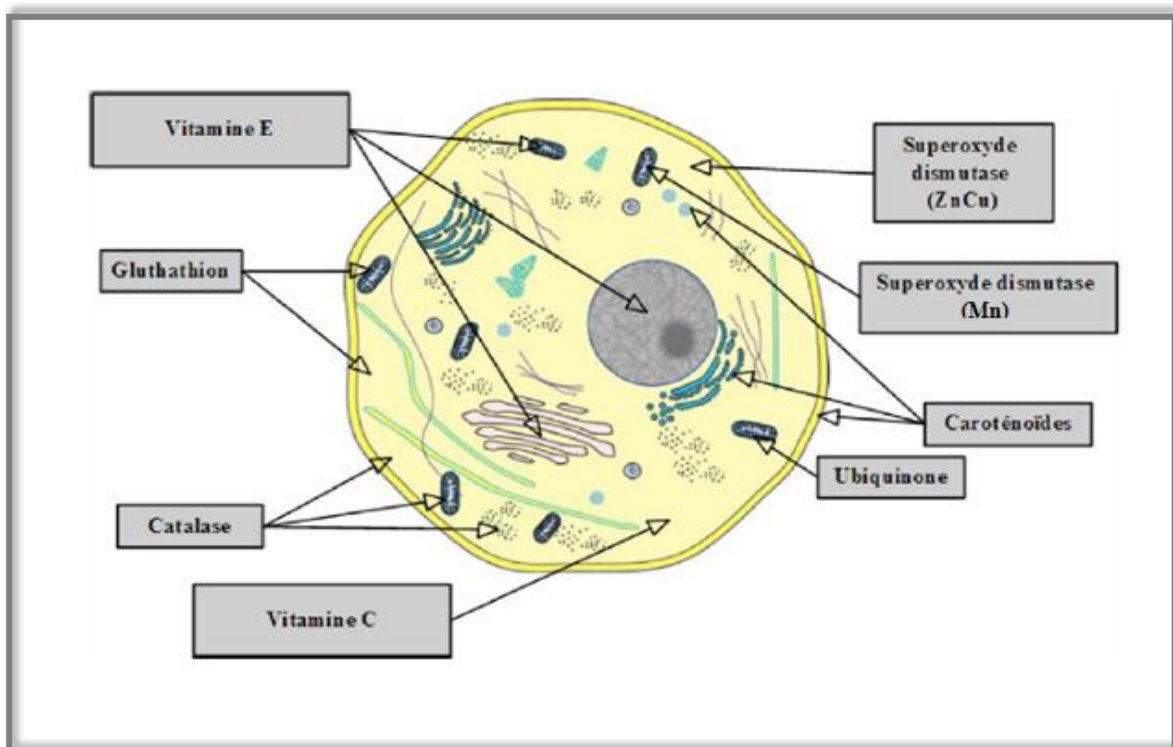 Vitamine E
Superoxyde
dismutase
(ZnCu)
Gluthathion
Superoxyde dismutase
(Mn)
Caroténoïdes
Ubiquinone
Catalase
Vitamine C